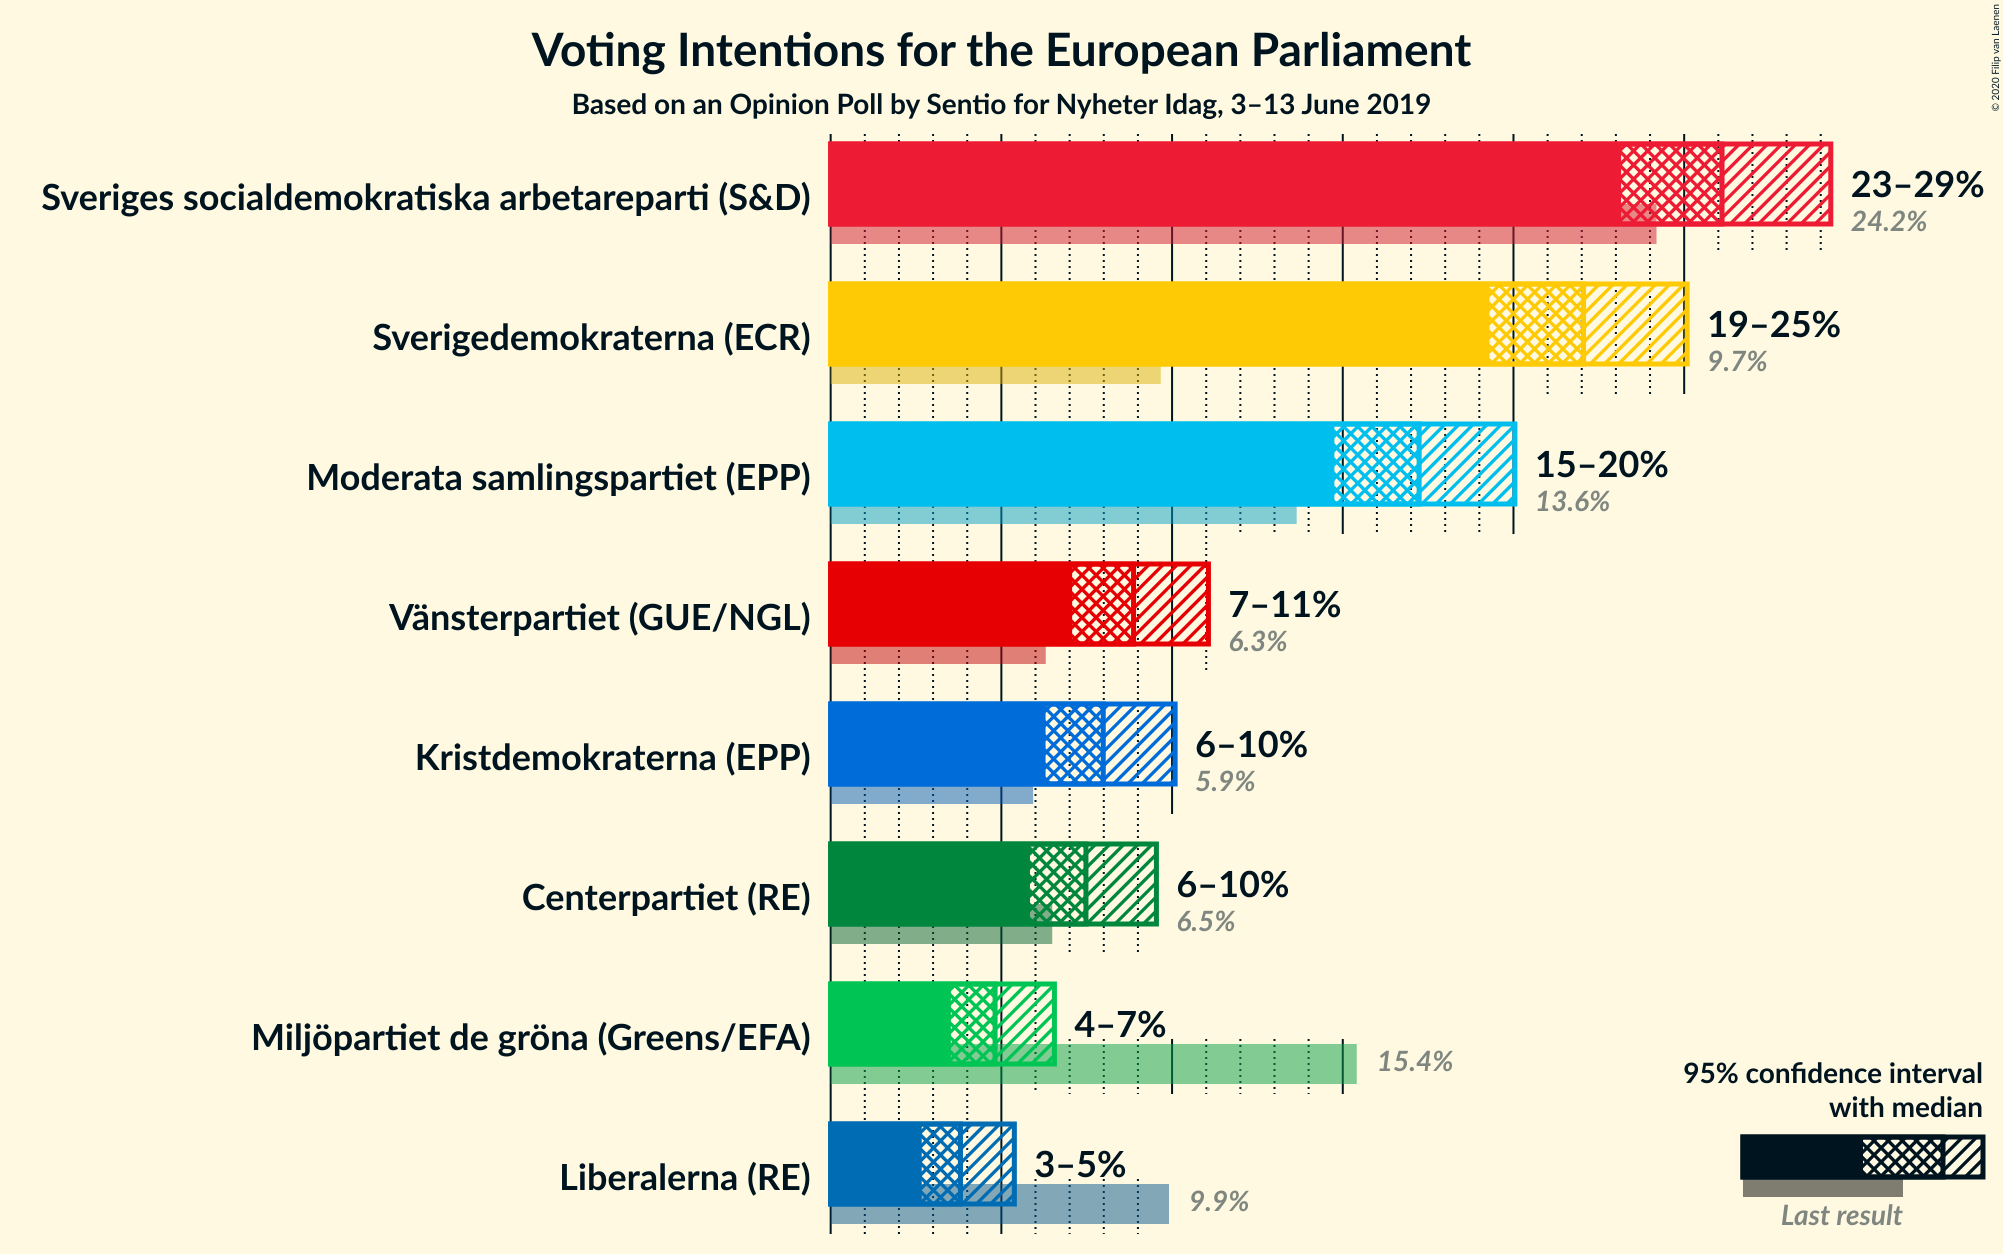 Voting Intentions for the European Parliament
Based on an Opinion Poll by Sentio for Nyheter Idag, 3–13 June 2019
© 2020 Filip van Laenen
Sveriges socialdemokratiska arbetareparti (S&D)
23–29%
24.2%
Sverigedemokraterna (ECR)
19–25%
9.7%
Moderata samlingspartiet (EPP)
15–20%
13.6%
Vänsterpartiet (GUE/NGL)
7–11%
6.3%
Kristdemokraterna (EPP)
6–10%
5.9%
Centerpartiet (RE)
6–10%
6.5%
Miljöpartiet de gröna (Greens/EFA)
4–7%
15.4%
Liberalerna (RE)
3–5%
9.9%
95% confidence interval
with median
Last result